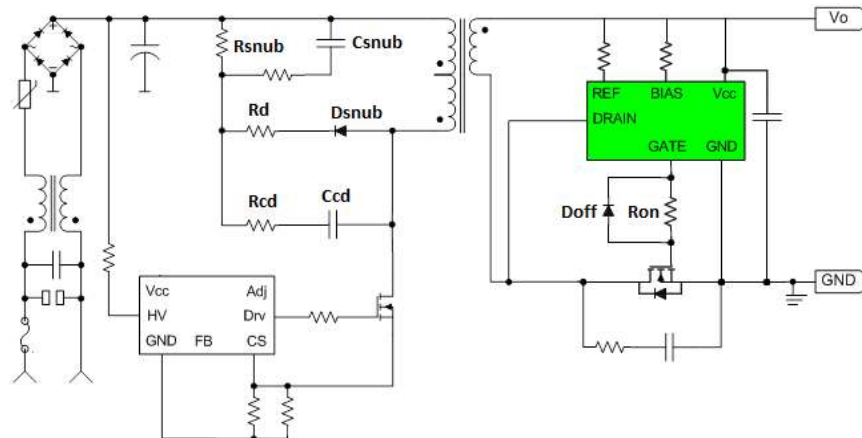 Vo
Rsnub
Csnub
REF
BIAS
Vcc
Rd
Dsnub
DRAIN
GATE
GND
Rcd
Ccd
Doff
Ron
Vcc
Adj
HV
Drv
GND
FB
CS
GND